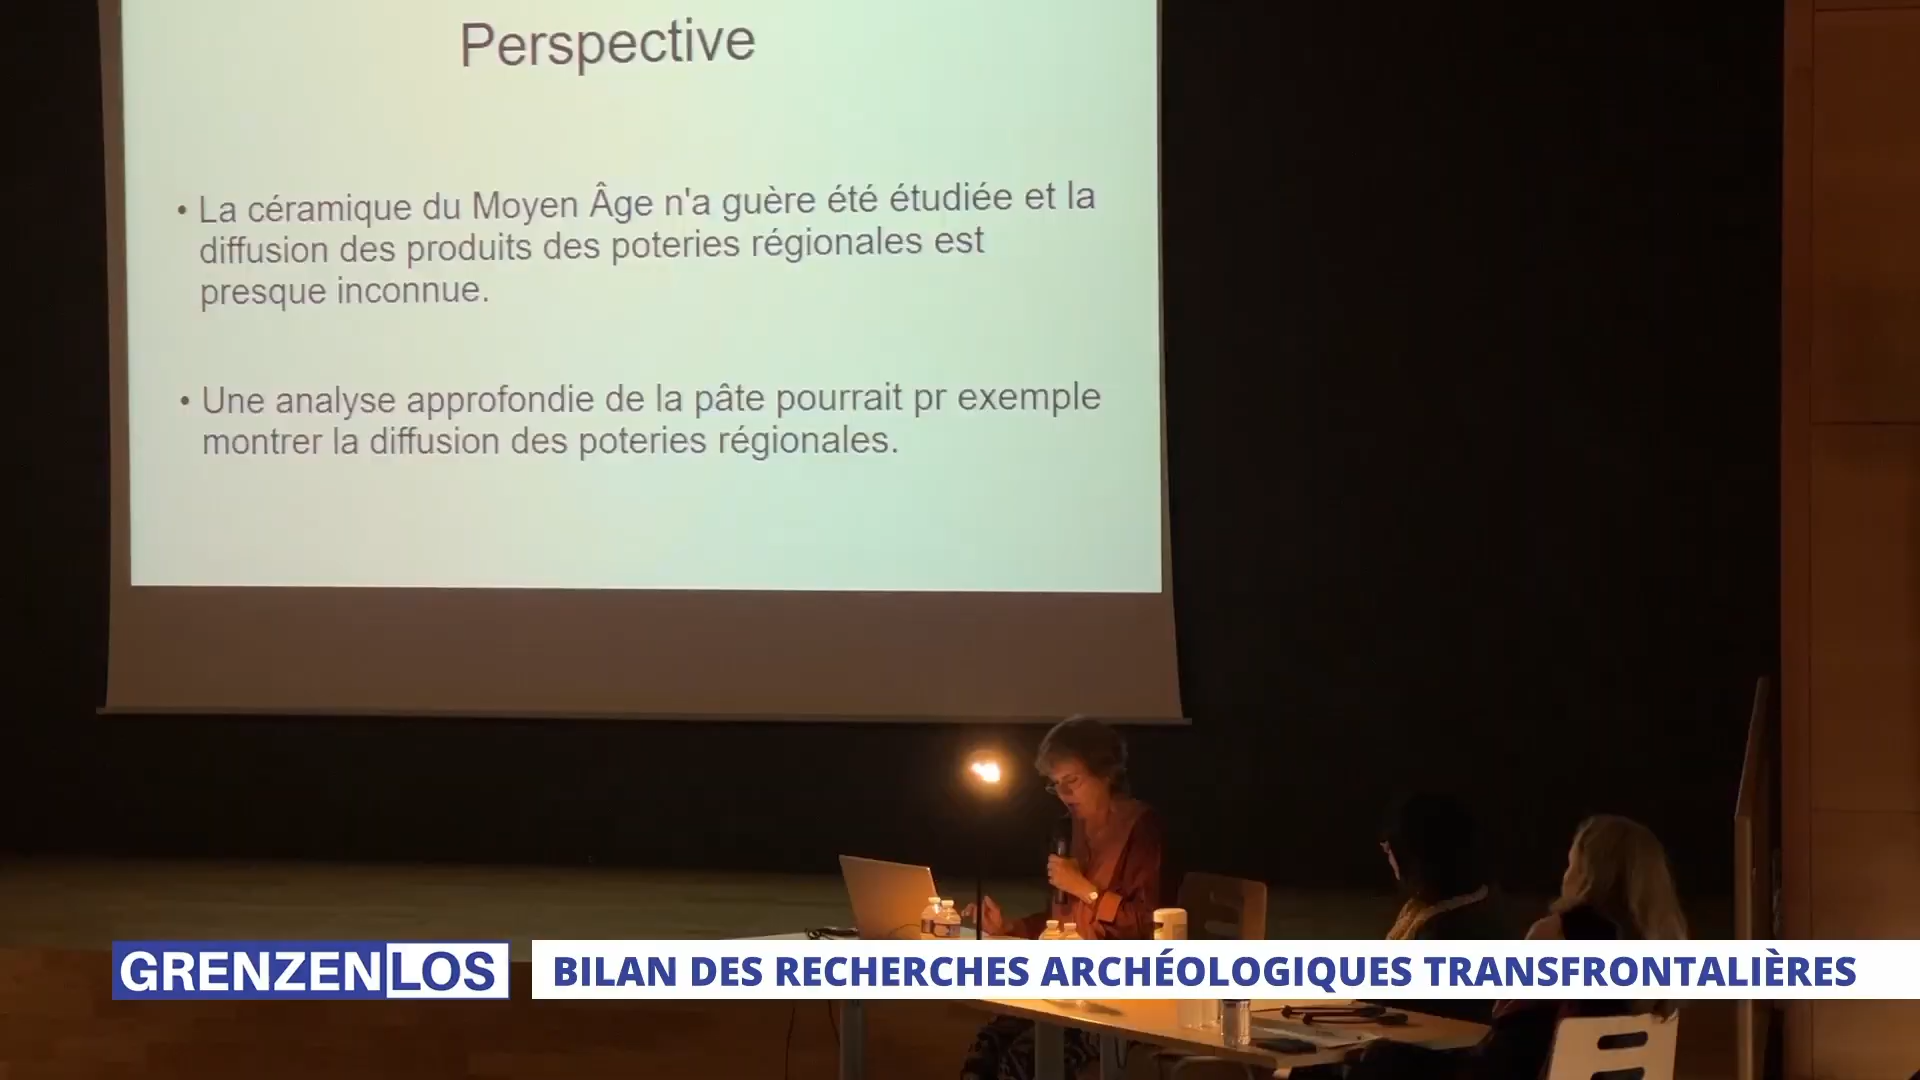 Perspective
• La céramique du Moyen Âge n'a guère été étudiée et la
diffusion des produits des poteries régionales est
presque inconnue.
• Une analyse approfondie de la pâte pourrait pr exemple
montrer la diffusion des poteries régionales.
GRENZENLOS
BILAN DES RECHERCHES ARCHÉOLOGIQUES TRANSFRONTALIÈRES